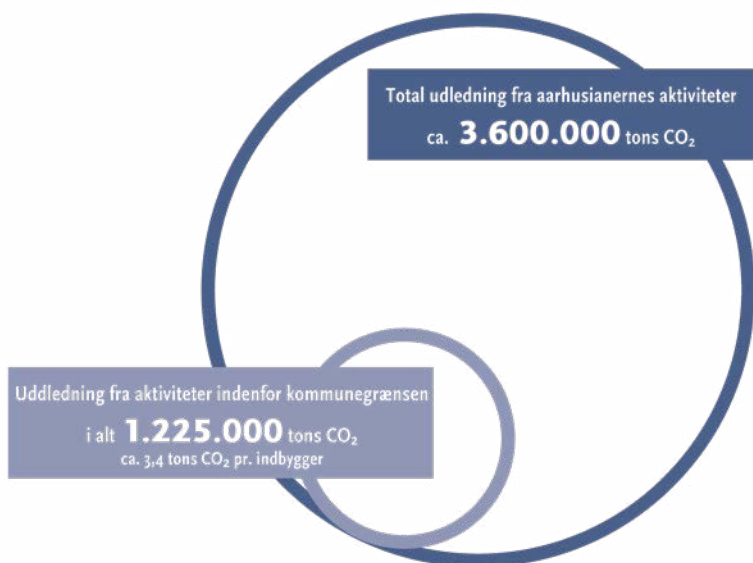 Total udledning fra aarhusianernes aktiviteter
ca. 3.600.000 tons CO₂
Uddledning fra aktiviteter indenfor kommunegrænsen
i alt 1.225.000 tons CO₂
ca. 3,4 tons CO₂ pr. indbygger